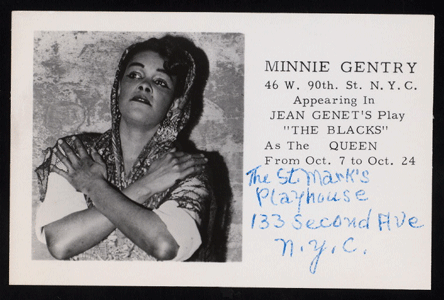 MINNIE GENTRY
46 W. 90th. St. N.Y.C.
Appearing In
JEAN GENET'S Play
"THE BLACKS"
As The QUEEN
From Oct. 7 to Oct. 24
The St. Mark's
Playhouse
133 Second Ave
N.Y.C.